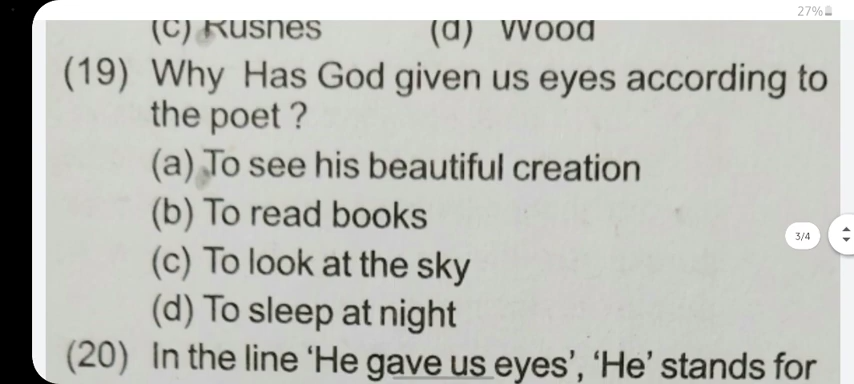 27%
(c) Rushes (d) Wood
(19) Why Has God given us eyes according to
the poet ?
(a) To see his beautiful creation
(b) To read books
(c) To look at the sky
3/4
(d) To sleep at night
(20) In the line ‘He gave us eyes’, ‘He’ stands for